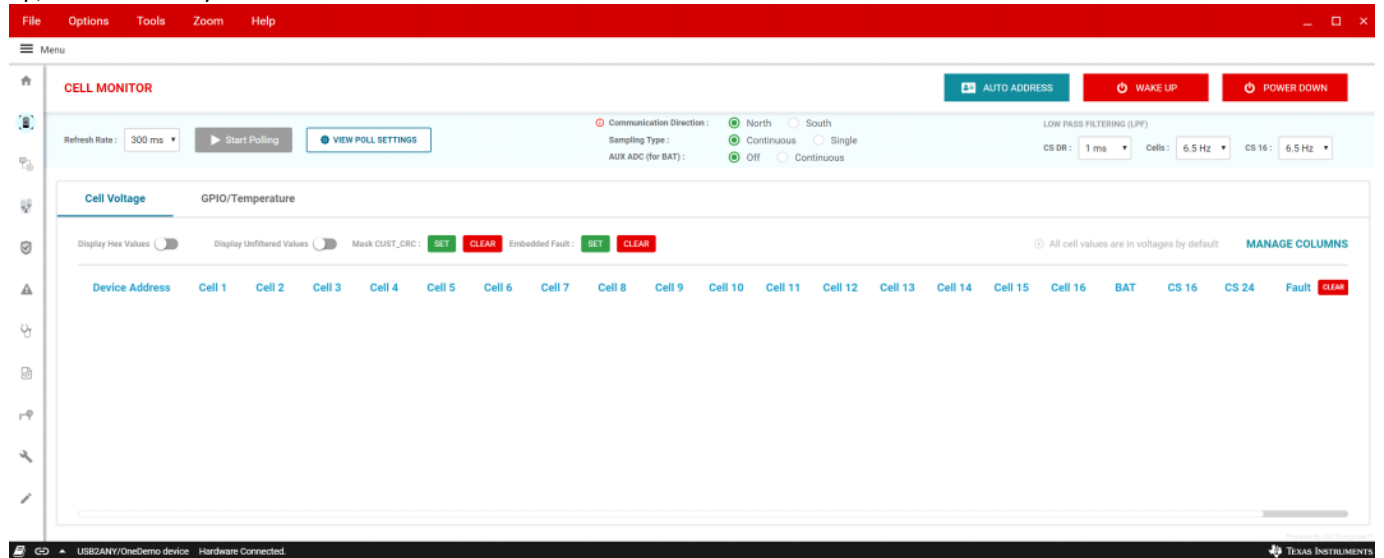 File Options Tools Zoom Help
Menu
CELL MONITOR
AUTO ADDRESS WAKE UP POWER DOWN
Refresh Rate : 300 ms Start Polling VIEW POLL SETTINGS
Communication Direction : North South
Sampling Type : Continuous Single
AUX ADC (for BAT) : Off Continuous
LOW PASS FILTERING (LPF)
CS DR : 1 ms Cells : 6.5 Hz CS 16 : 6.5 Hz
Cell Voltage GPIO/Temperature
Display Hex Values Display Unfiltered Values Mask CUST_CRC : SET CLEAR Embedded Fault : SET CLEAR All cell values are in voltages by default MANAGE COLUMNS
Device Address Cell 1 Cell 2 Cell 3 Cell 4 Cell 5 Cell 6 Cell 7 Cell 8 Cell 9 Cell 10 Cell 11 Cell 12 Cell 13 Cell 14 Cell 15 Cell 16 BAT CS 16 CS 24 Fault CLEAR
USB2ANY/OneDemo device Hardware Connected. TEXAS INSTRUMENTS